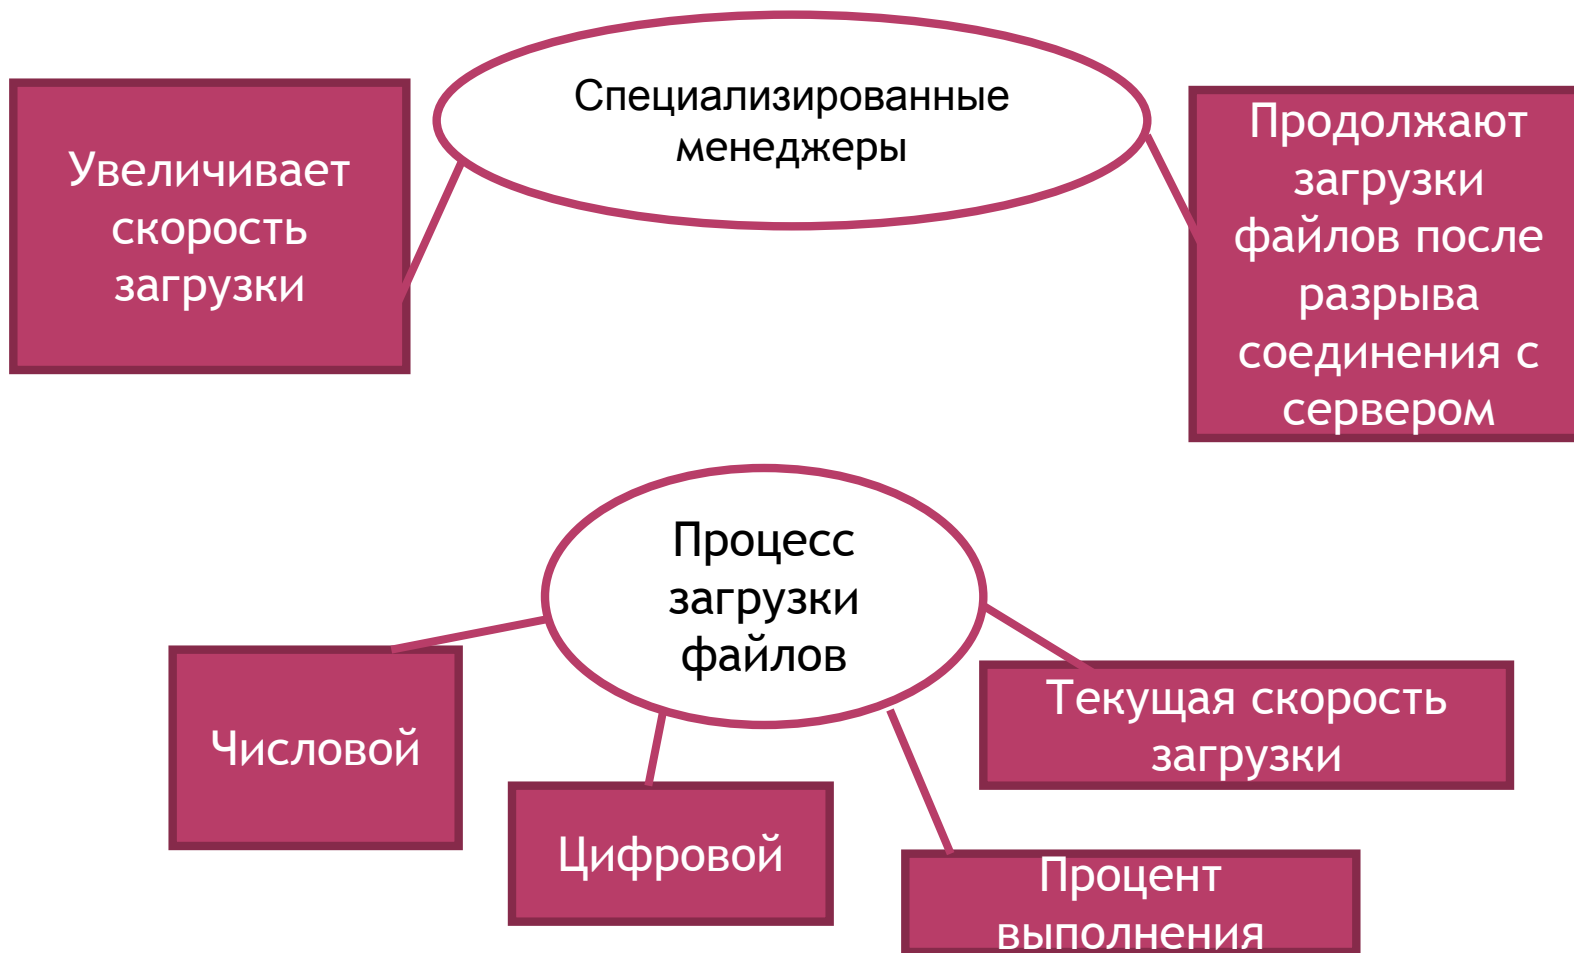 Специализированные
менеджеры
Увеличивает
скорость
загрузки
Продолжают
загрузки
файлов после
разрыва
соединения с
сервером
Процесс
загрузки
файлов
Числовой
Цифровой
Процент
выполнения
Текущая скорость
загрузки